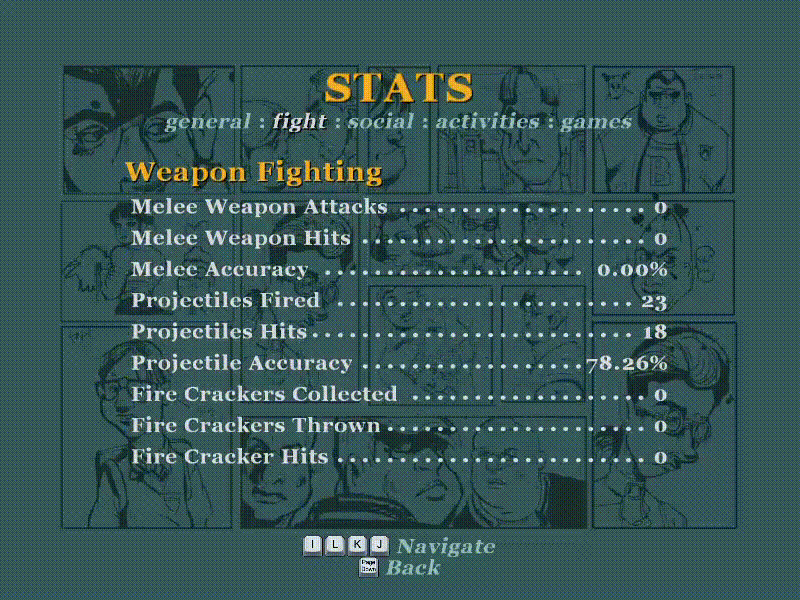 STATS
general : fight : social : activities : games
Weapon Fighting
Melee Weapon Attacks ..................... 0
Melee Weapon Hits ........................ 0
Melee Accuracy ..................... 0.00%
Projectiles Fired ........................ 23
Projectiles Hits ........................... 18
Projectile Accuracy .................. 78.26%
Fire Crackers Collected ................... 0
Fire Crackers Thrown ..................... 0
Fire Cracker Hits ......................... 0
I L K J Navigate
Page Down Back